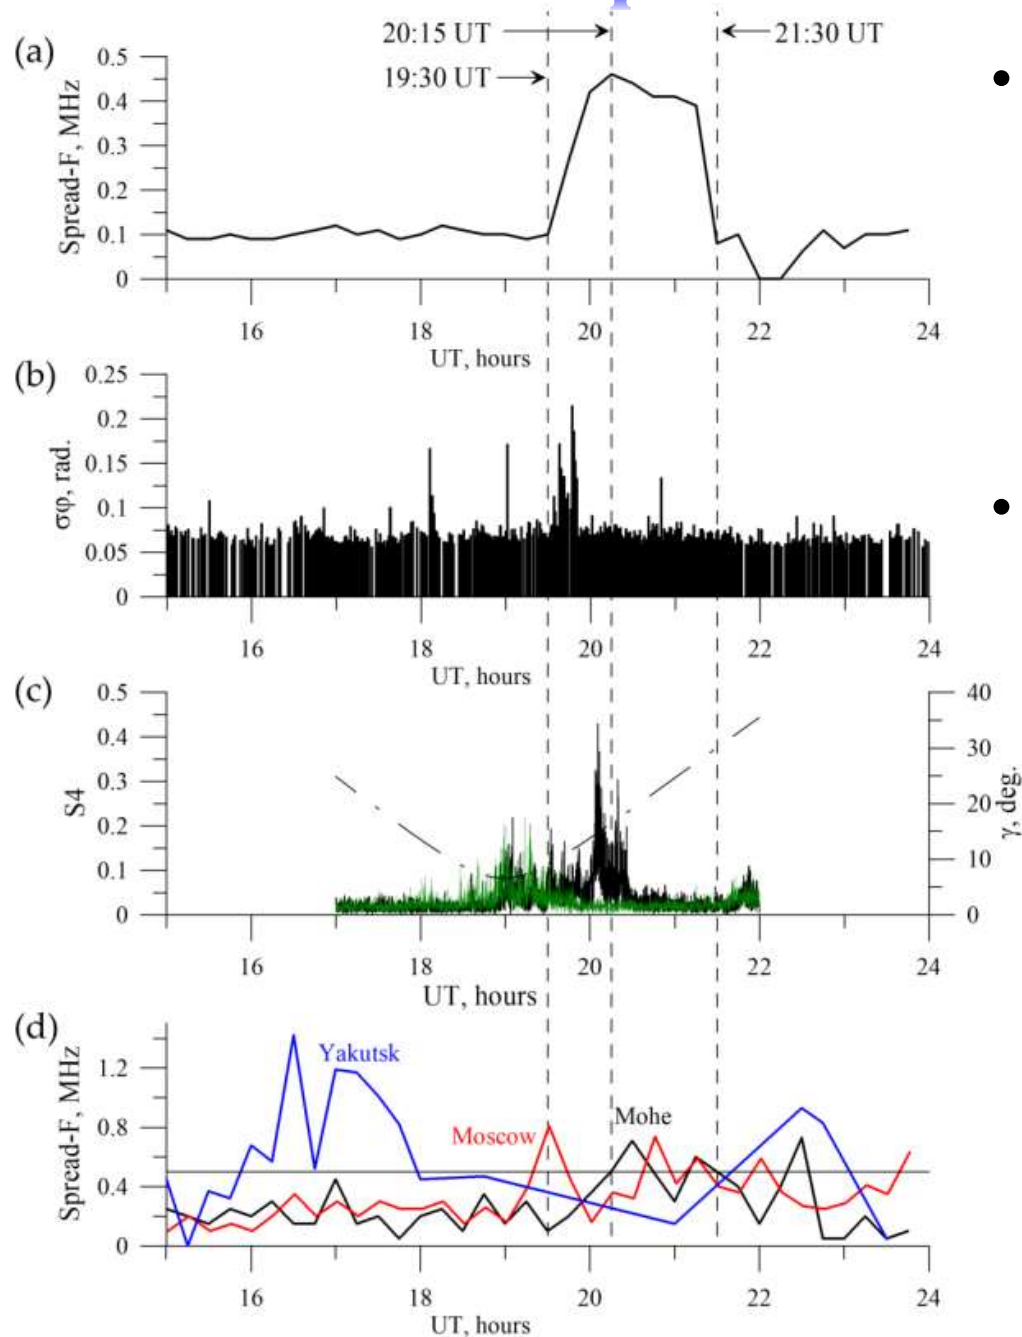 20:15 UT
21:30 UT
(a)
0.5
19:30 UT
0.4
0.3
0.2
0.1
0
Spread-F, MHz
16 18 20 22 24
UT, hours
(b)
0.25
0.2
0.15
0.1
0.05
0
σφ, rad.
16 18 20 22 24
UT, hours
(c)
0.5 40
0.4
30
0.3
20
0.2
0.1 10
0 0
S4
γ, deg.
16 18 20 22 24
UT, hours
(d)
Yakutsk
1.2
Mohe
Moscow
0.8
0.4
0
Spread-F, MHz
16 18 20 22 24
UT, hours